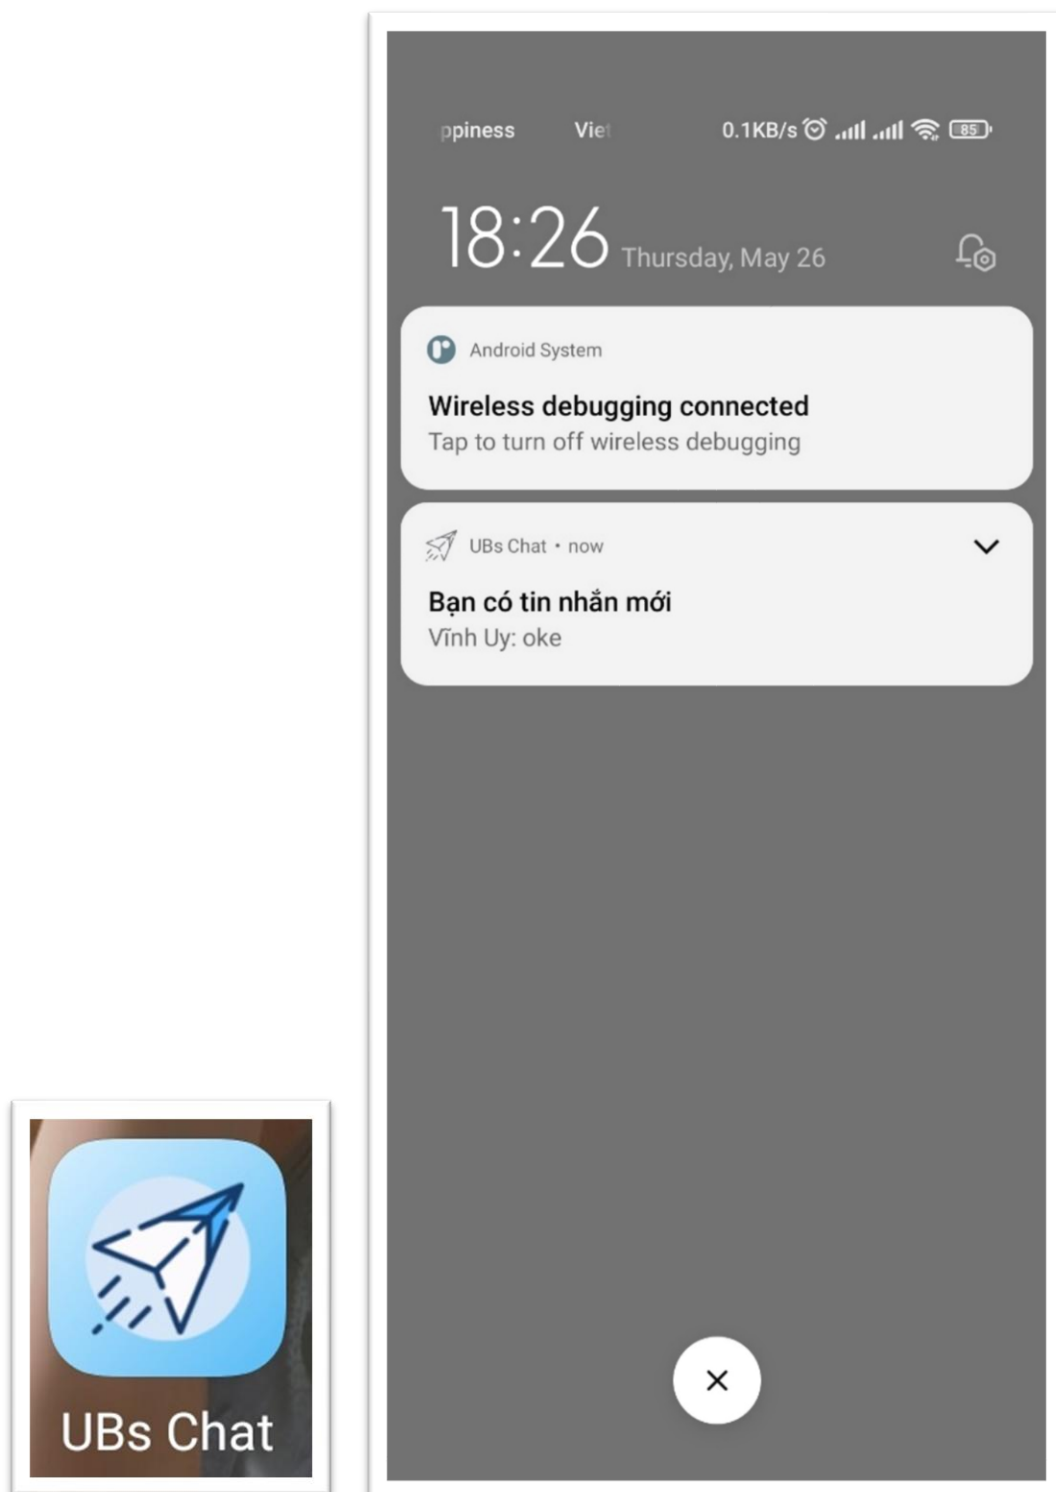 ppiness Vie
0.1KB/s 85
18:26 Thursday, May 26
Android System
Wireless debugging connected
Tap to turn off wireless debugging
UBs Chat • now
Bạn có tin nhắn mới
Vĩnh Uy: oke
UBs Chat